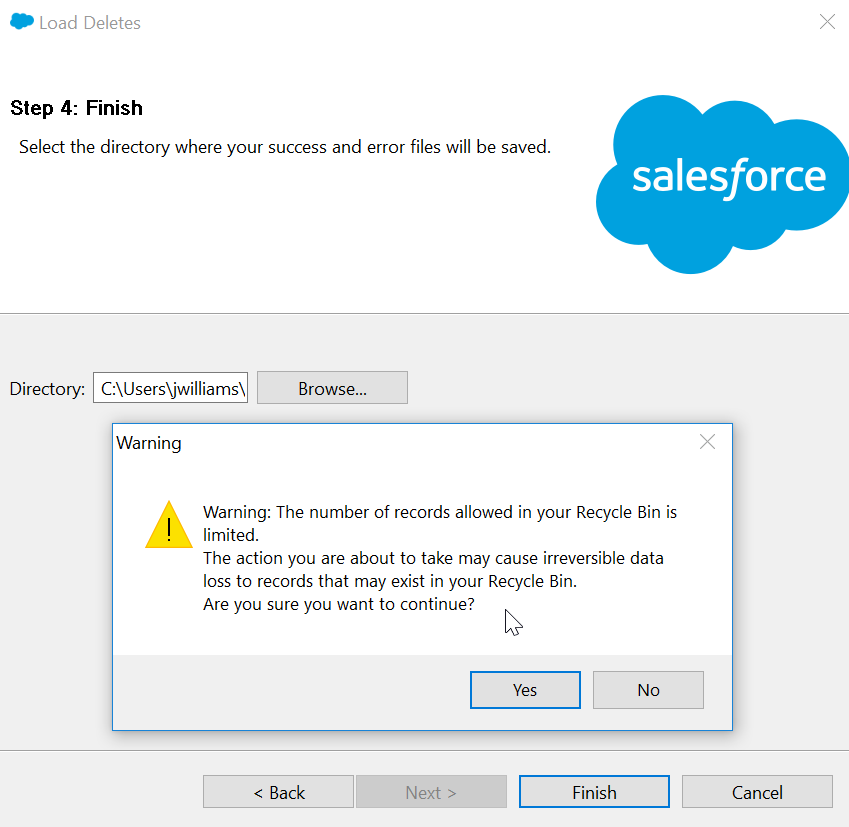 Load Deletes
Step 4: Finish
Select the directory where your success and error files will be saved.
salesforce
Directory: C:\Users\jwilliams\ Browse...
Warning
Warning: The number of records allowed in your Recycle Bin is
limited.
The action you are about to take may cause irreversible data
loss to records that may exist in your Recycle Bin.
Are you sure you want to continue?
Yes No
< Back Next > Finish Cancel